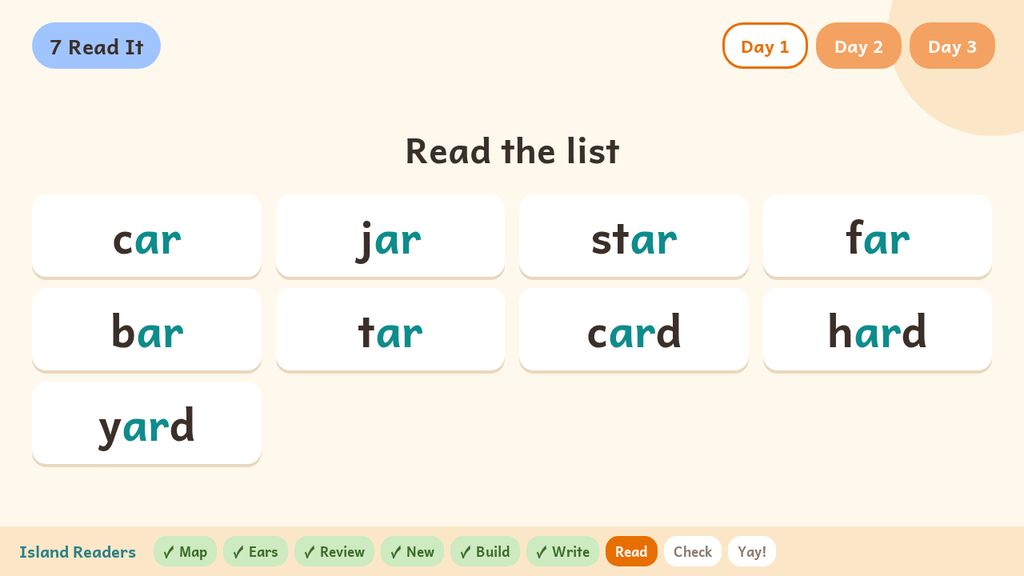 7 Read It
Day 1 Day 2 Day 3
Read the list
car jar star far
bar tar card hard
yard
Island Readers ✓ Map ✓ Ears ✓ Review ✓ New ✓ Build ✓ Write Read Check Yay!